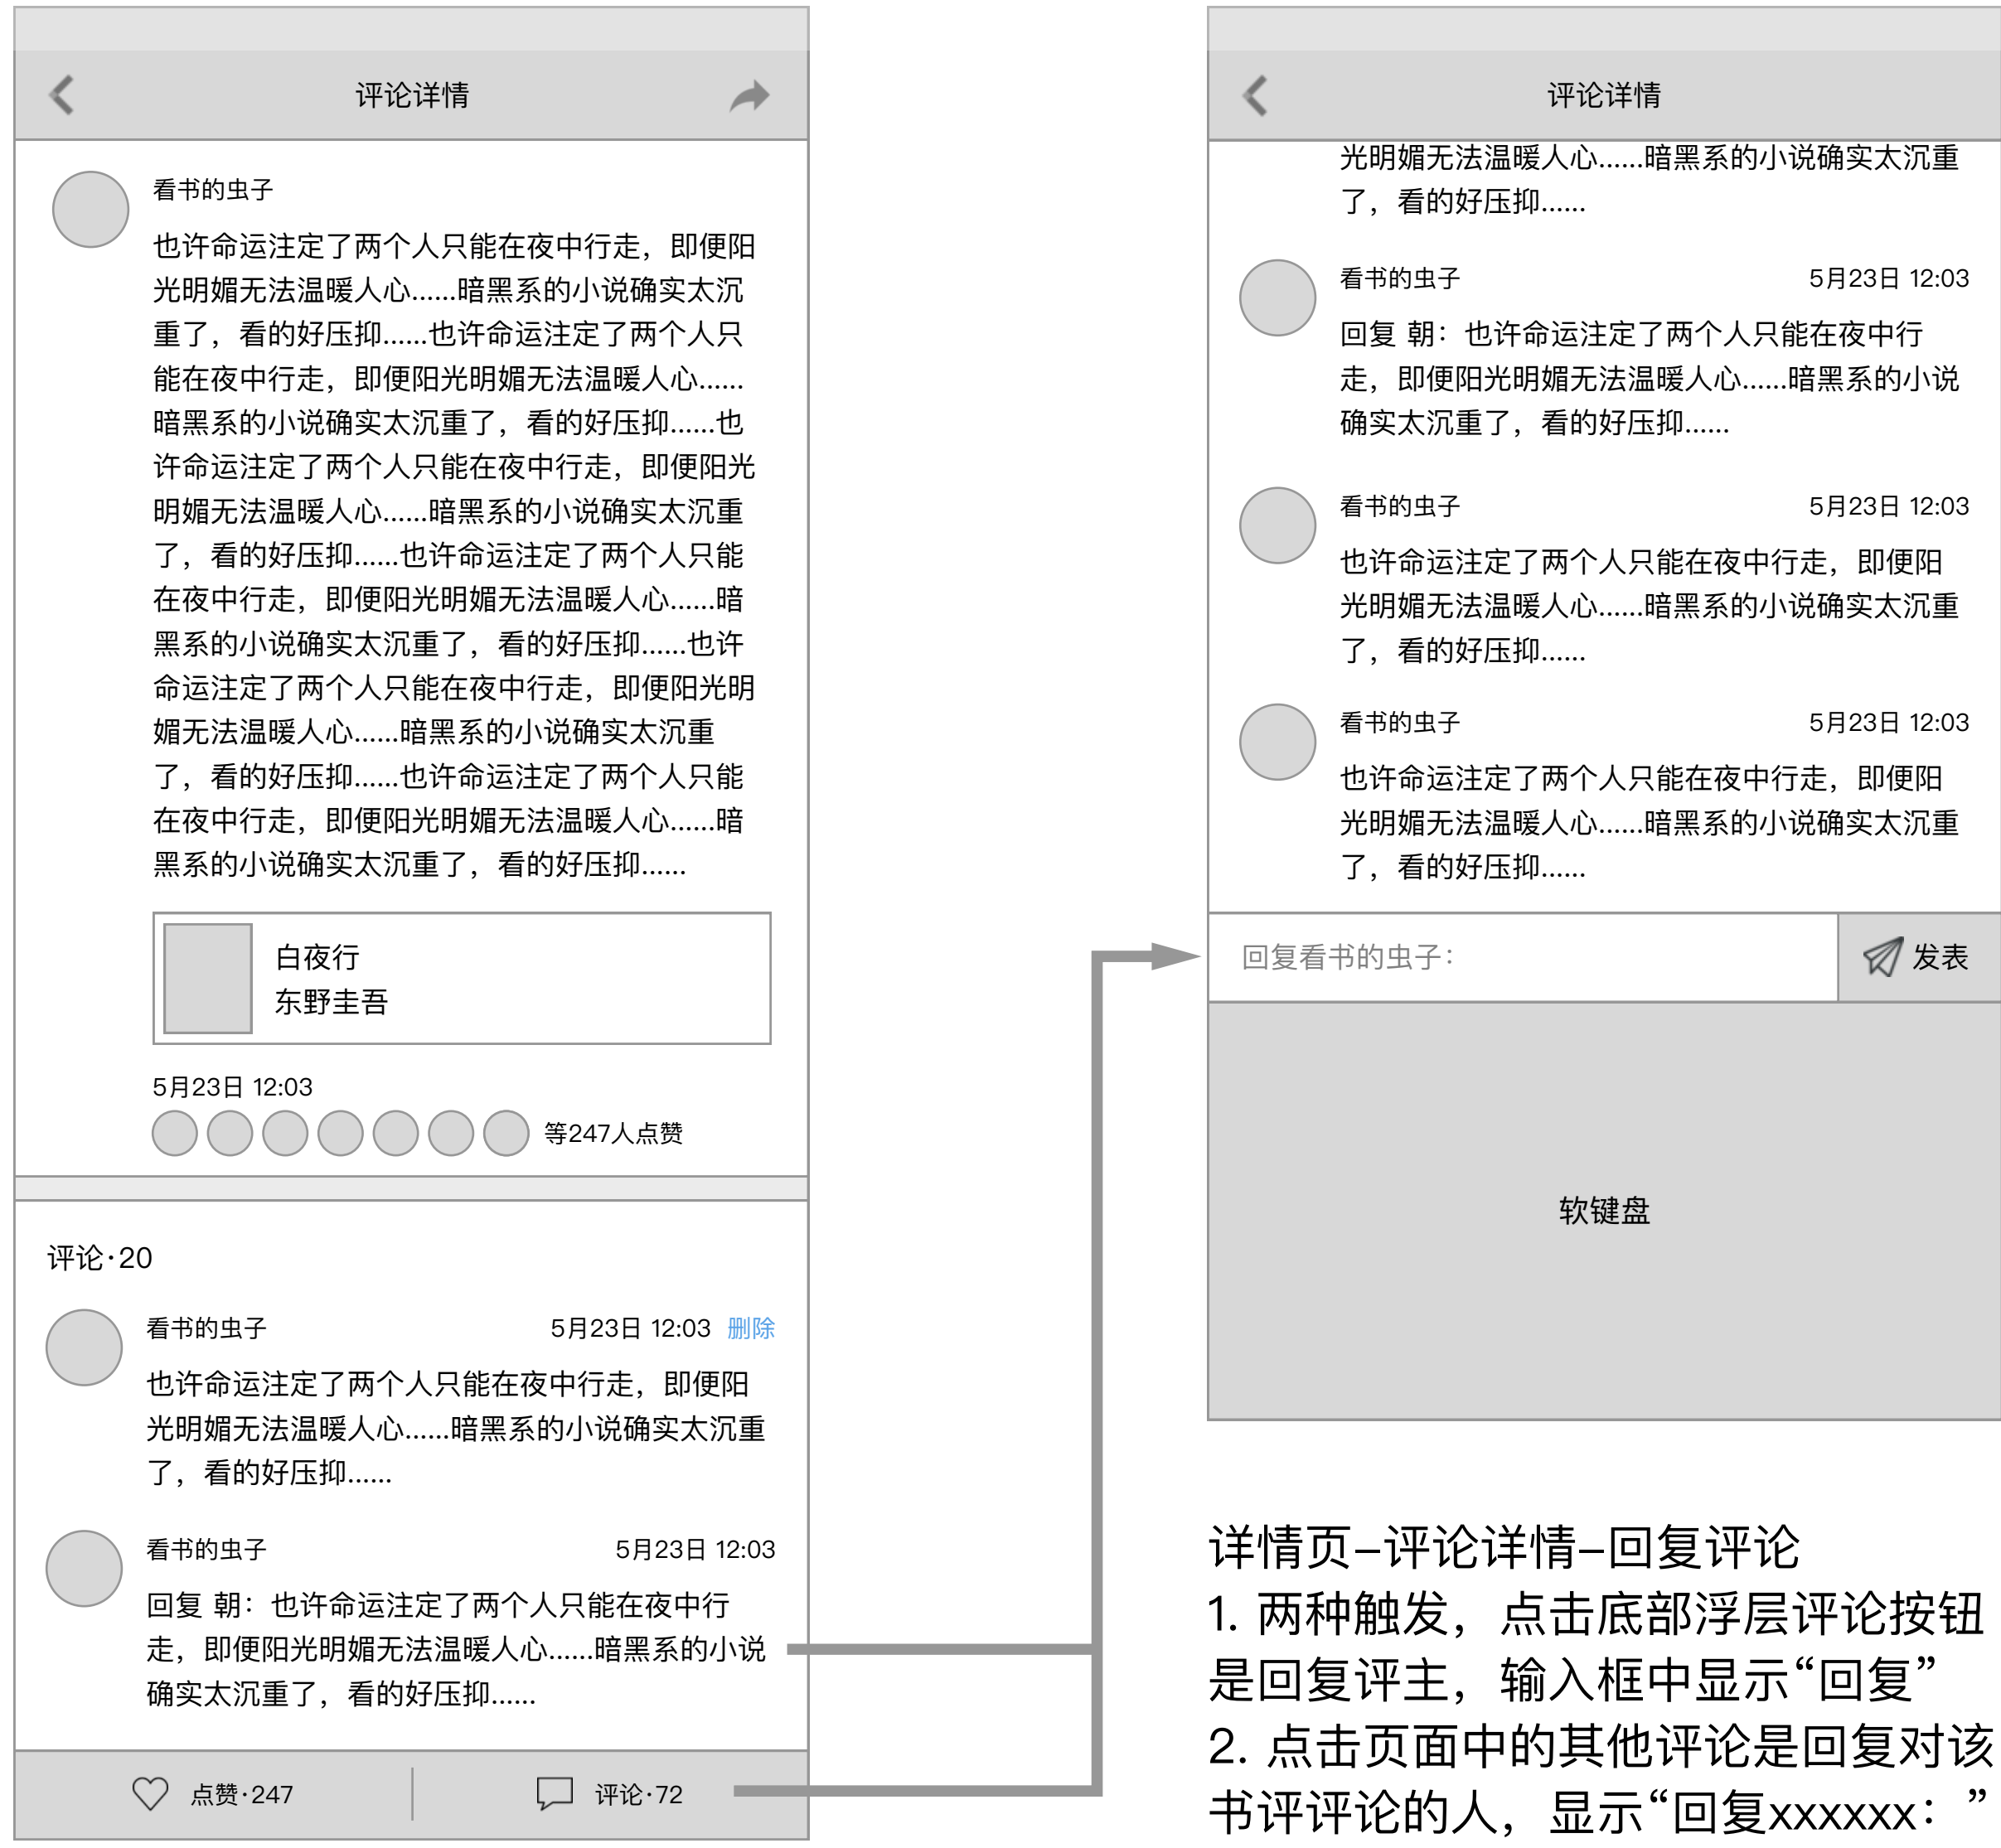 评论详情
看书的虫子
也许命运注定了两个人只能在夜中行走，即便阳
光明媚无法温暖人心......暗黑系的小说确实太沉
重了，看的好压抑......也许命运注定了两个人只
能在夜中行走，即便阳光明媚无法温暖人心......
暗黑系的小说确实太沉重了，看的好压抑......也
许命运注定了两个人只能在夜中行走，即便阳光
明媚无法温暖人心......暗黑系的小说确实太沉重
了，看的好压抑......也许命运注定了两个人只能
在夜中行走，即便阳光明媚无法温暖人心......暗
黑系的小说确实太沉重了，看的好压抑......也许
命运注定了两个人只能在夜中行走，即便阳光明
媚无法温暖人心......暗黑系的小说确实太沉重
了，看的好压抑......也许命运注定了两个人只能
在夜中行走，即便阳光明媚无法温暖人心......暗
黑系的小说确实太沉重了，看的好压抑......
白夜行
东野圭吾
5月23日 12:03
等247人点赞
评论·20
看书的虫子 5月23日 12:03 删除
也许命运注定了两个人只能在夜中行走，即便阳
光明媚无法温暖人心......暗黑系的小说确实太沉重
了，看的好压抑......
看书的虫子 5月23日 12:03
回复 朝：也许命运注定了两个人只能在夜中行
走，即便阳光明媚无法温暖人心......暗黑系的小说
确实太沉重了，看的好压抑......
点赞·247 评论·72
评论详情
光明媚无法温暖人心......暗黑系的小说确实太沉重
了，看的好压抑......
看书的虫子 5月23日 12:03
回复 朝：也许命运注定了两个人只能在夜中行
走，即便阳光明媚无法温暖人心......暗黑系的小说
确实太沉重了，看的好压抑......
看书的虫子 5月23日 12:03
也许命运注定了两个人只能在夜中行走，即便阳
光明媚无法温暖人心......暗黑系的小说确实太沉重
了，看的好压抑......
看书的虫子 5月23日 12:03
也许命运注定了两个人只能在夜中行走，即便阳
光明媚无法温暖人心......暗黑系的小说确实太沉重
了，看的好压抑......
回复看书的虫子： 发表
软键盘
详情页–评论详情–回复评论
1. 两种触发，点击底部浮层评论按钮
是回复评主，输入框中显示“回复”
2. 点击页面中的其他评论是回复对该
书评评论的人，显示“回复xxxxxx：”